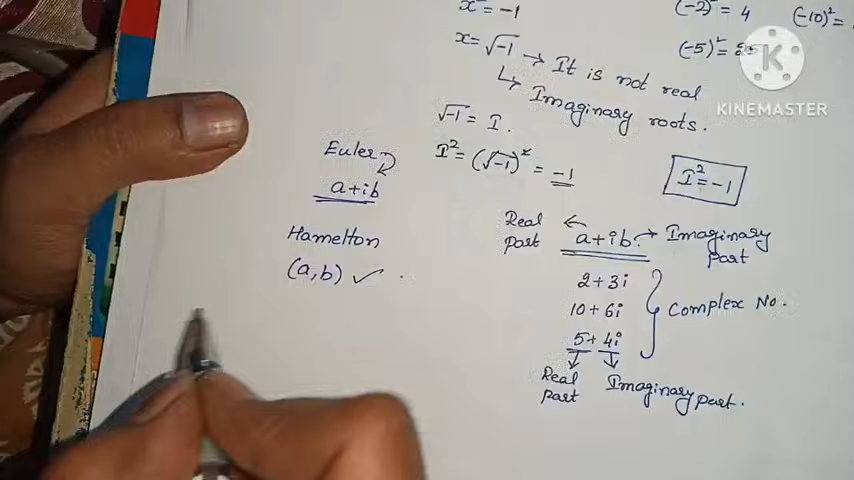 x² = -1
(-2)² = 4
(-10)² =
x = √-1 → It is not real
↳ Imaginary roots.
(-5)² = 25
KINEMASTER
√-1 = I.
I² = (√-1)² = -1
I² = -1
Euler
a+ib
Hamelton
(a,b) ✓
Real part ← a+ib → Imaginary part
2+3i
10+6i
5+4i
Complex No.
Real part
Imaginary part.